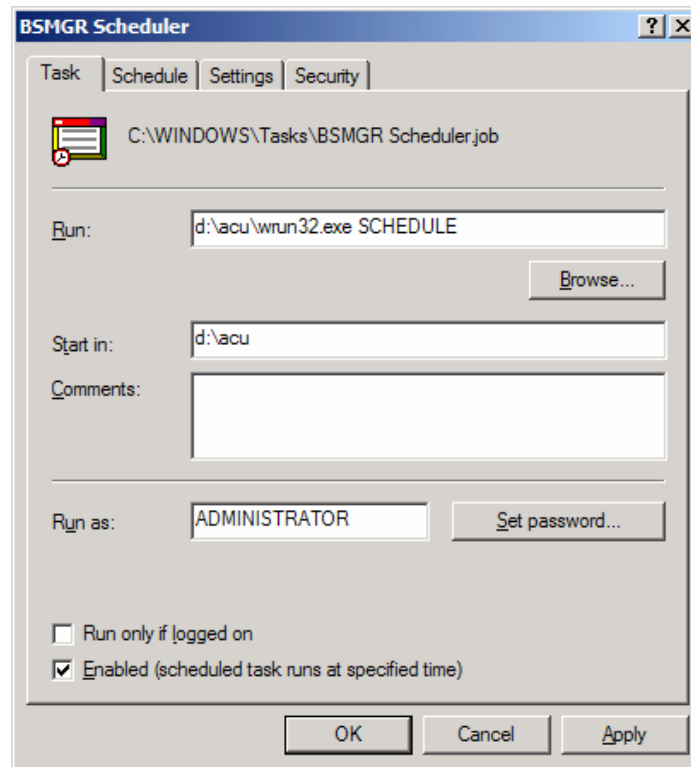 BSMGR Scheduler
Task Schedule Settings Security
C:\WINDOWS\Tasks\BSMGR Scheduler.job
Run: d:\acu\wrun32.exe SCHEDULE
Browse...
Start in: d:\acu
Comments:
Run as: ADMINISTRATOR Set password...
Run only if logged on
Enabled (scheduled task runs at specified time)
OK Cancel Apply